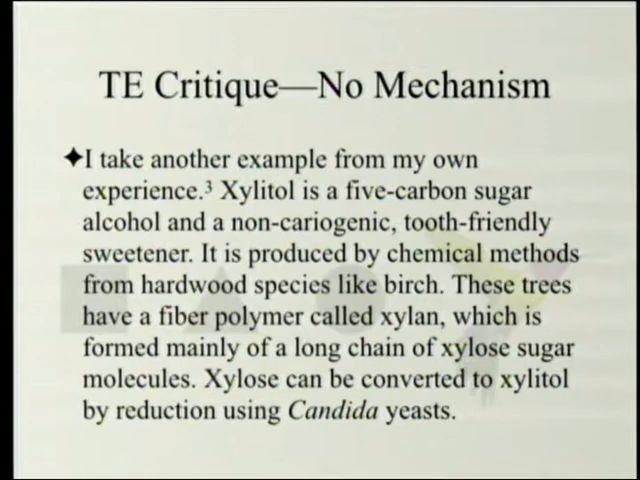 TE Critique—No Mechanism
✦I take another example from my own
experience.³ Xylitol is a five-carbon sugar
alcohol and a non-cariogenic, tooth-friendly
sweetener. It is produced by chemical methods
from hardwood species like birch. These trees
have a fiber polymer called xylan, which is
formed mainly of a long chain of xylose sugar
molecules. Xylose can be converted to xylitol
by reduction using Candida yeasts.